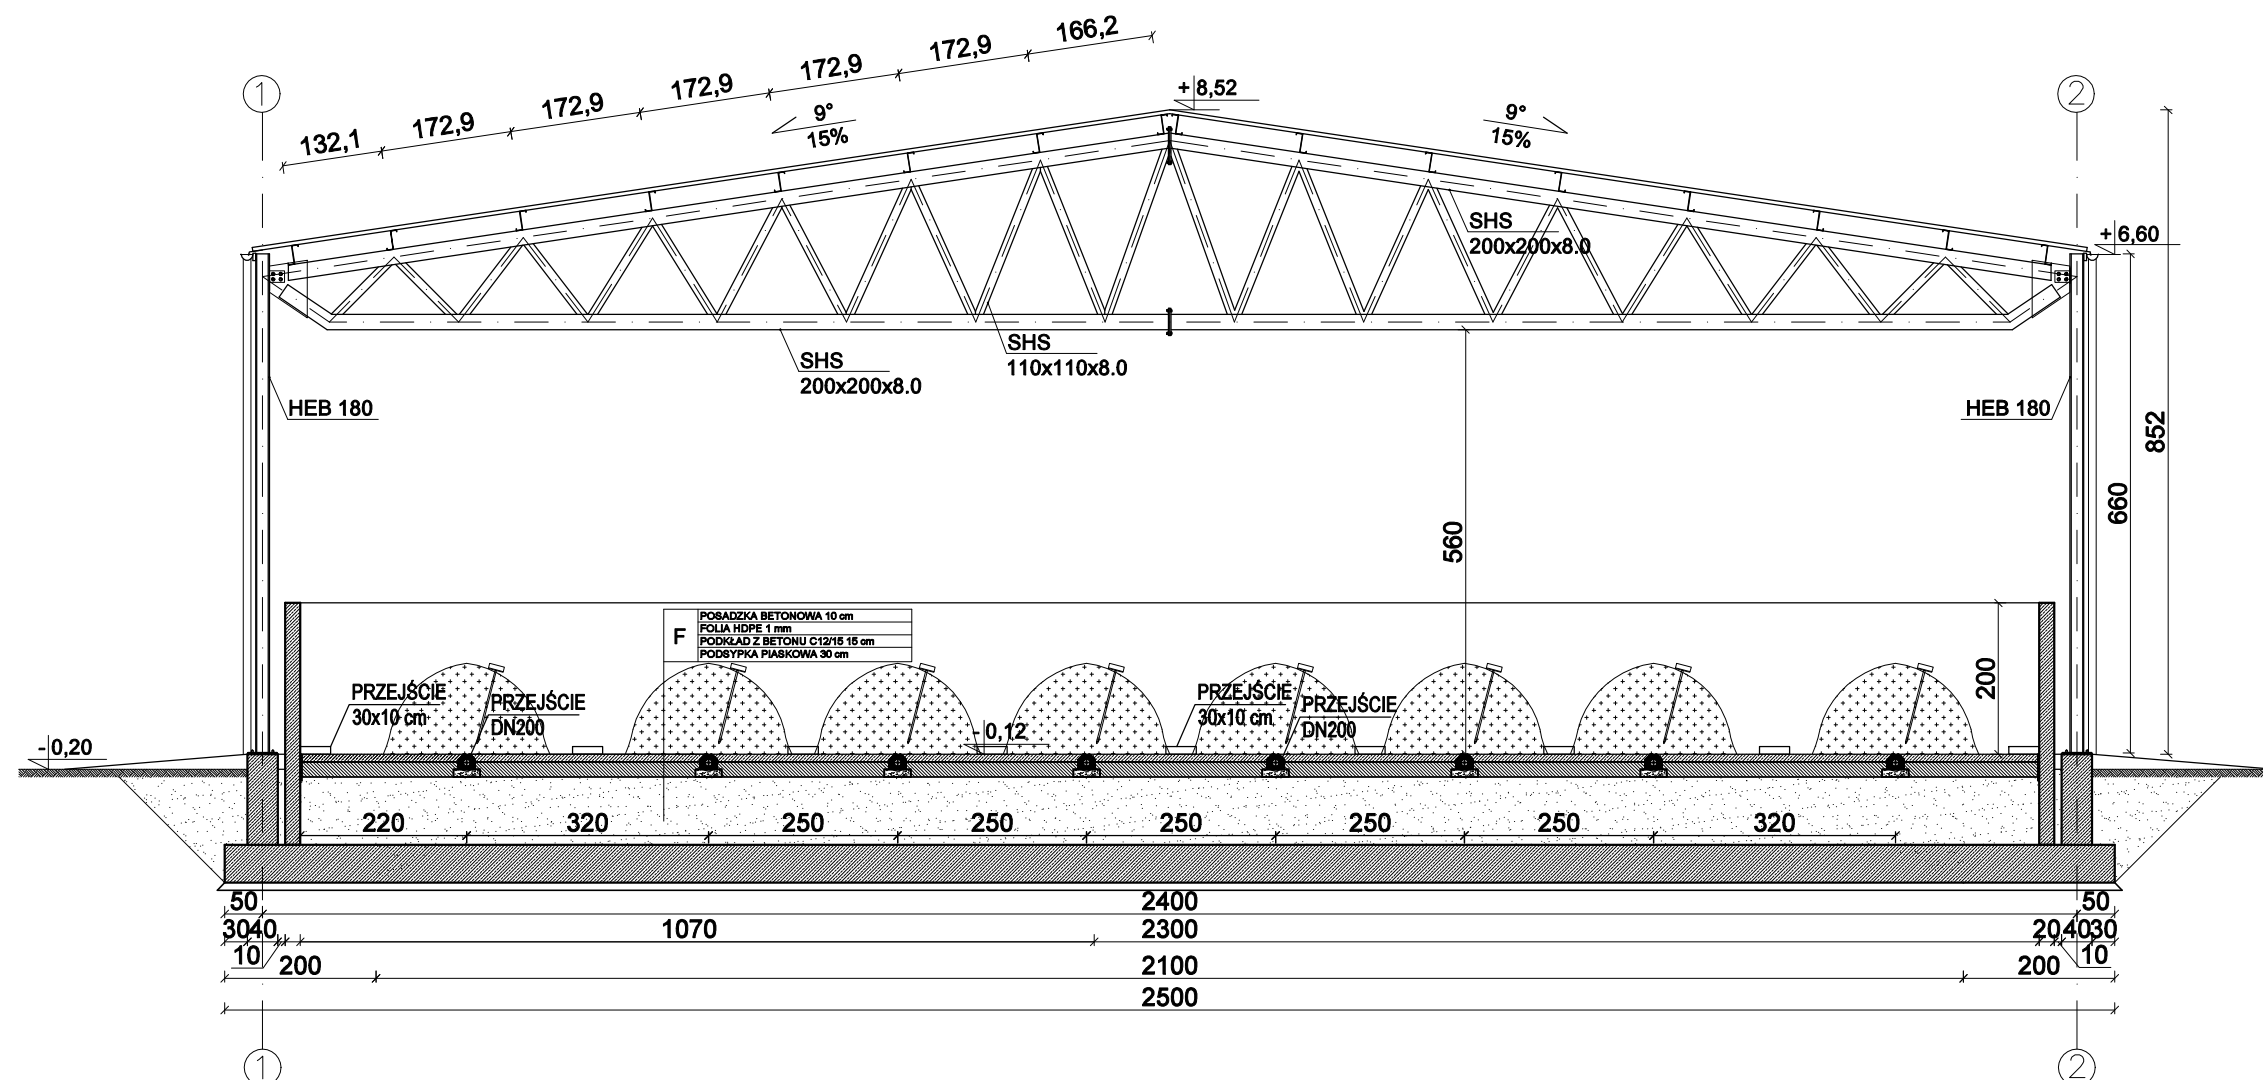 166,2
172,9
172,9
172,9
172,9
172,9
132,1
1
2
+8,52
9°
15%
9°
15%
+6,60
SHS
200x200x8.0
SHS
110x110x8.0
SHS
200x200x8.0
HEB 180
HEB 180
852
660
560
200
F
POSADZKA BETONOWA 10 cm
FOLIA HDPE 1 mm
PODKŁAD Z BETONU C12/15 15 cm
PODSYPKA PIASKOWA 30 cm
PRZEJŚCIE
30x10 cm
PRZEJŚCIE
DN200
PRZEJŚCIE
30x10 cm
PRZEJŚCIE
DN200
-0,20
-0,12
220 320 250 250 250 250 250 320
50 2400 50
30 40 1070 2300 20 40 30
10 10
200 2100 200
2500
1
2